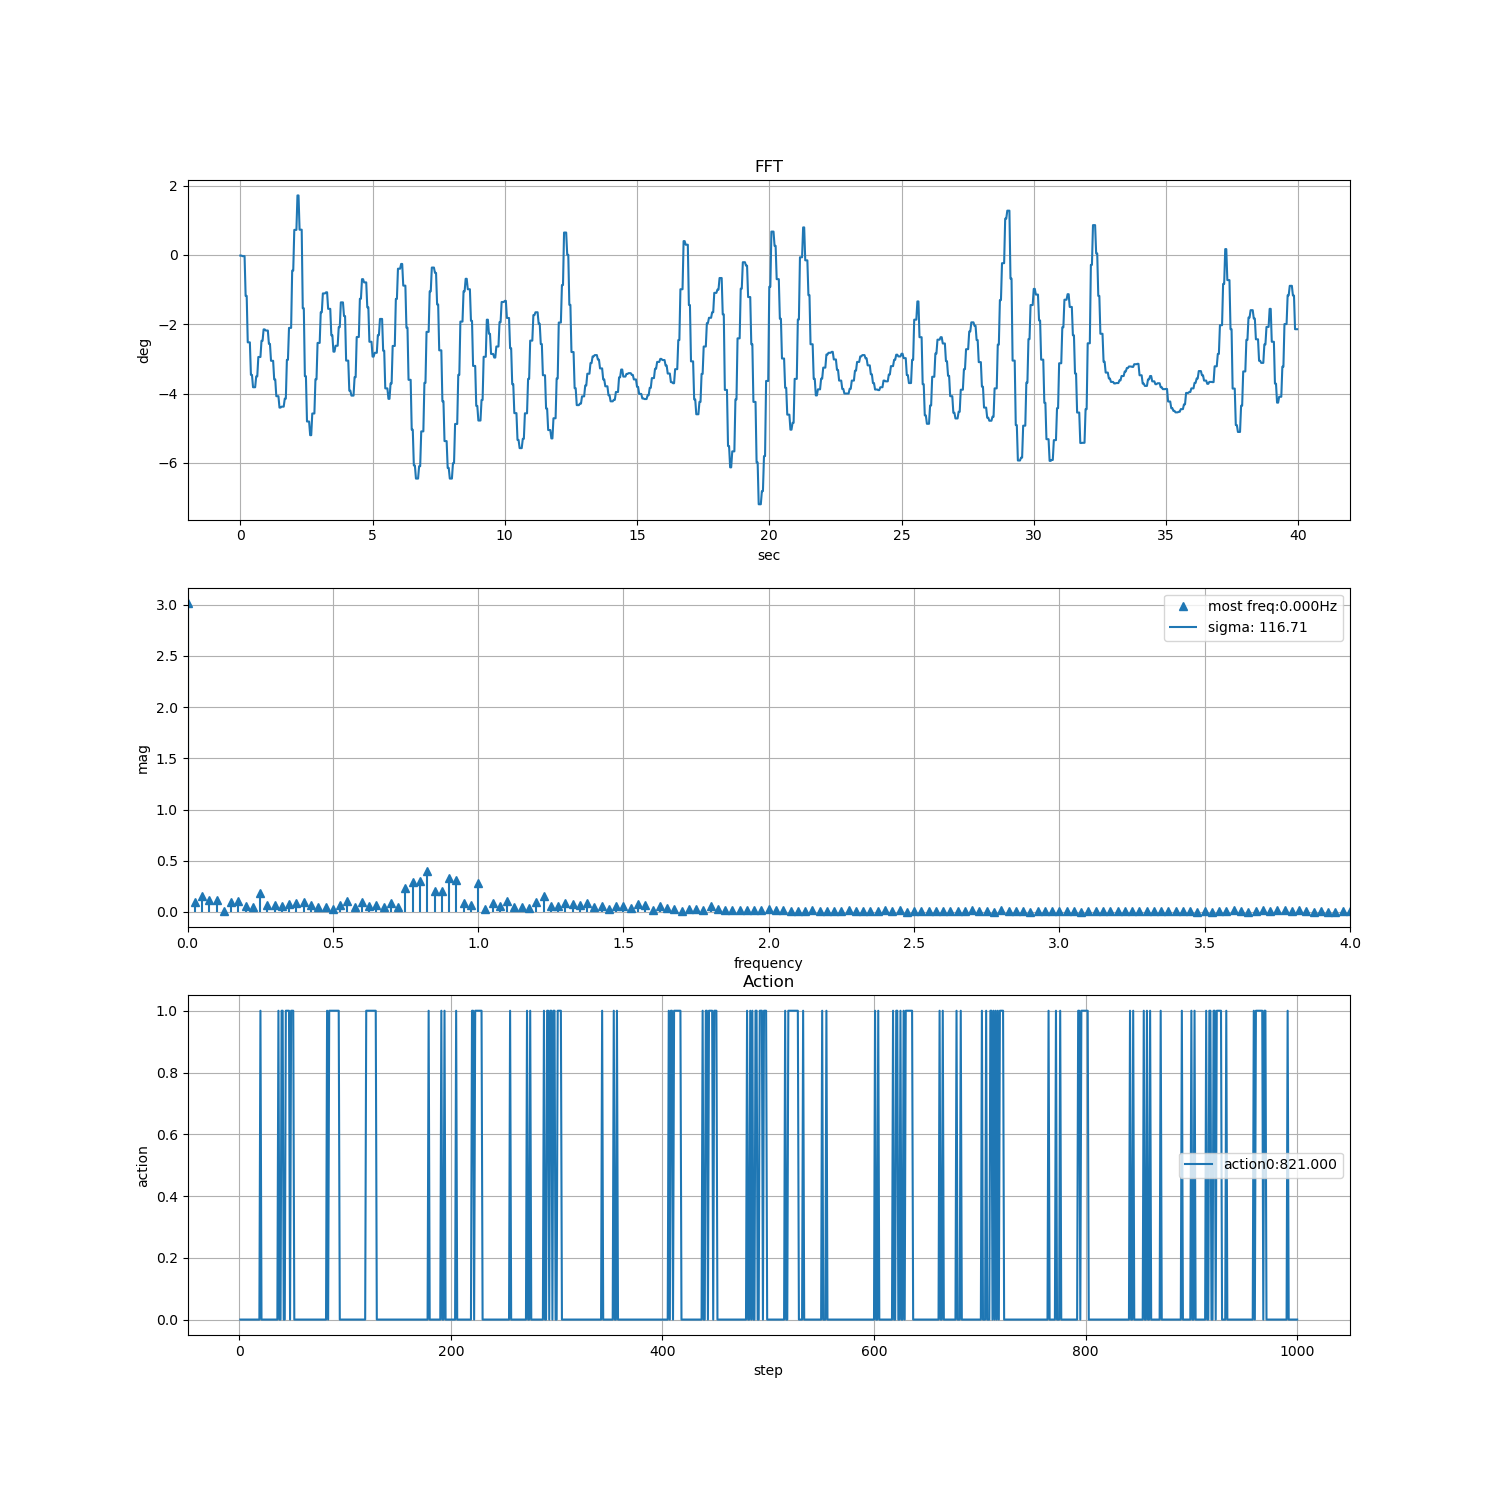 FFT
2
0
−2
−4
−6
deg
0 5 10 15 20 25 30 35 40
sec
3.0
2.5
2.0
1.5
1.0
0.5
0.0
mag
most freq:0.000Hz
sigma: 116.71
0.0 0.5 1.0 1.5 2.0 2.5 3.0 3.5 4.0
frequency
Action
1.0
0.8
0.6
0.4
0.2
0.0
action
action0:821.000
0 200 400 600 800 1000
step